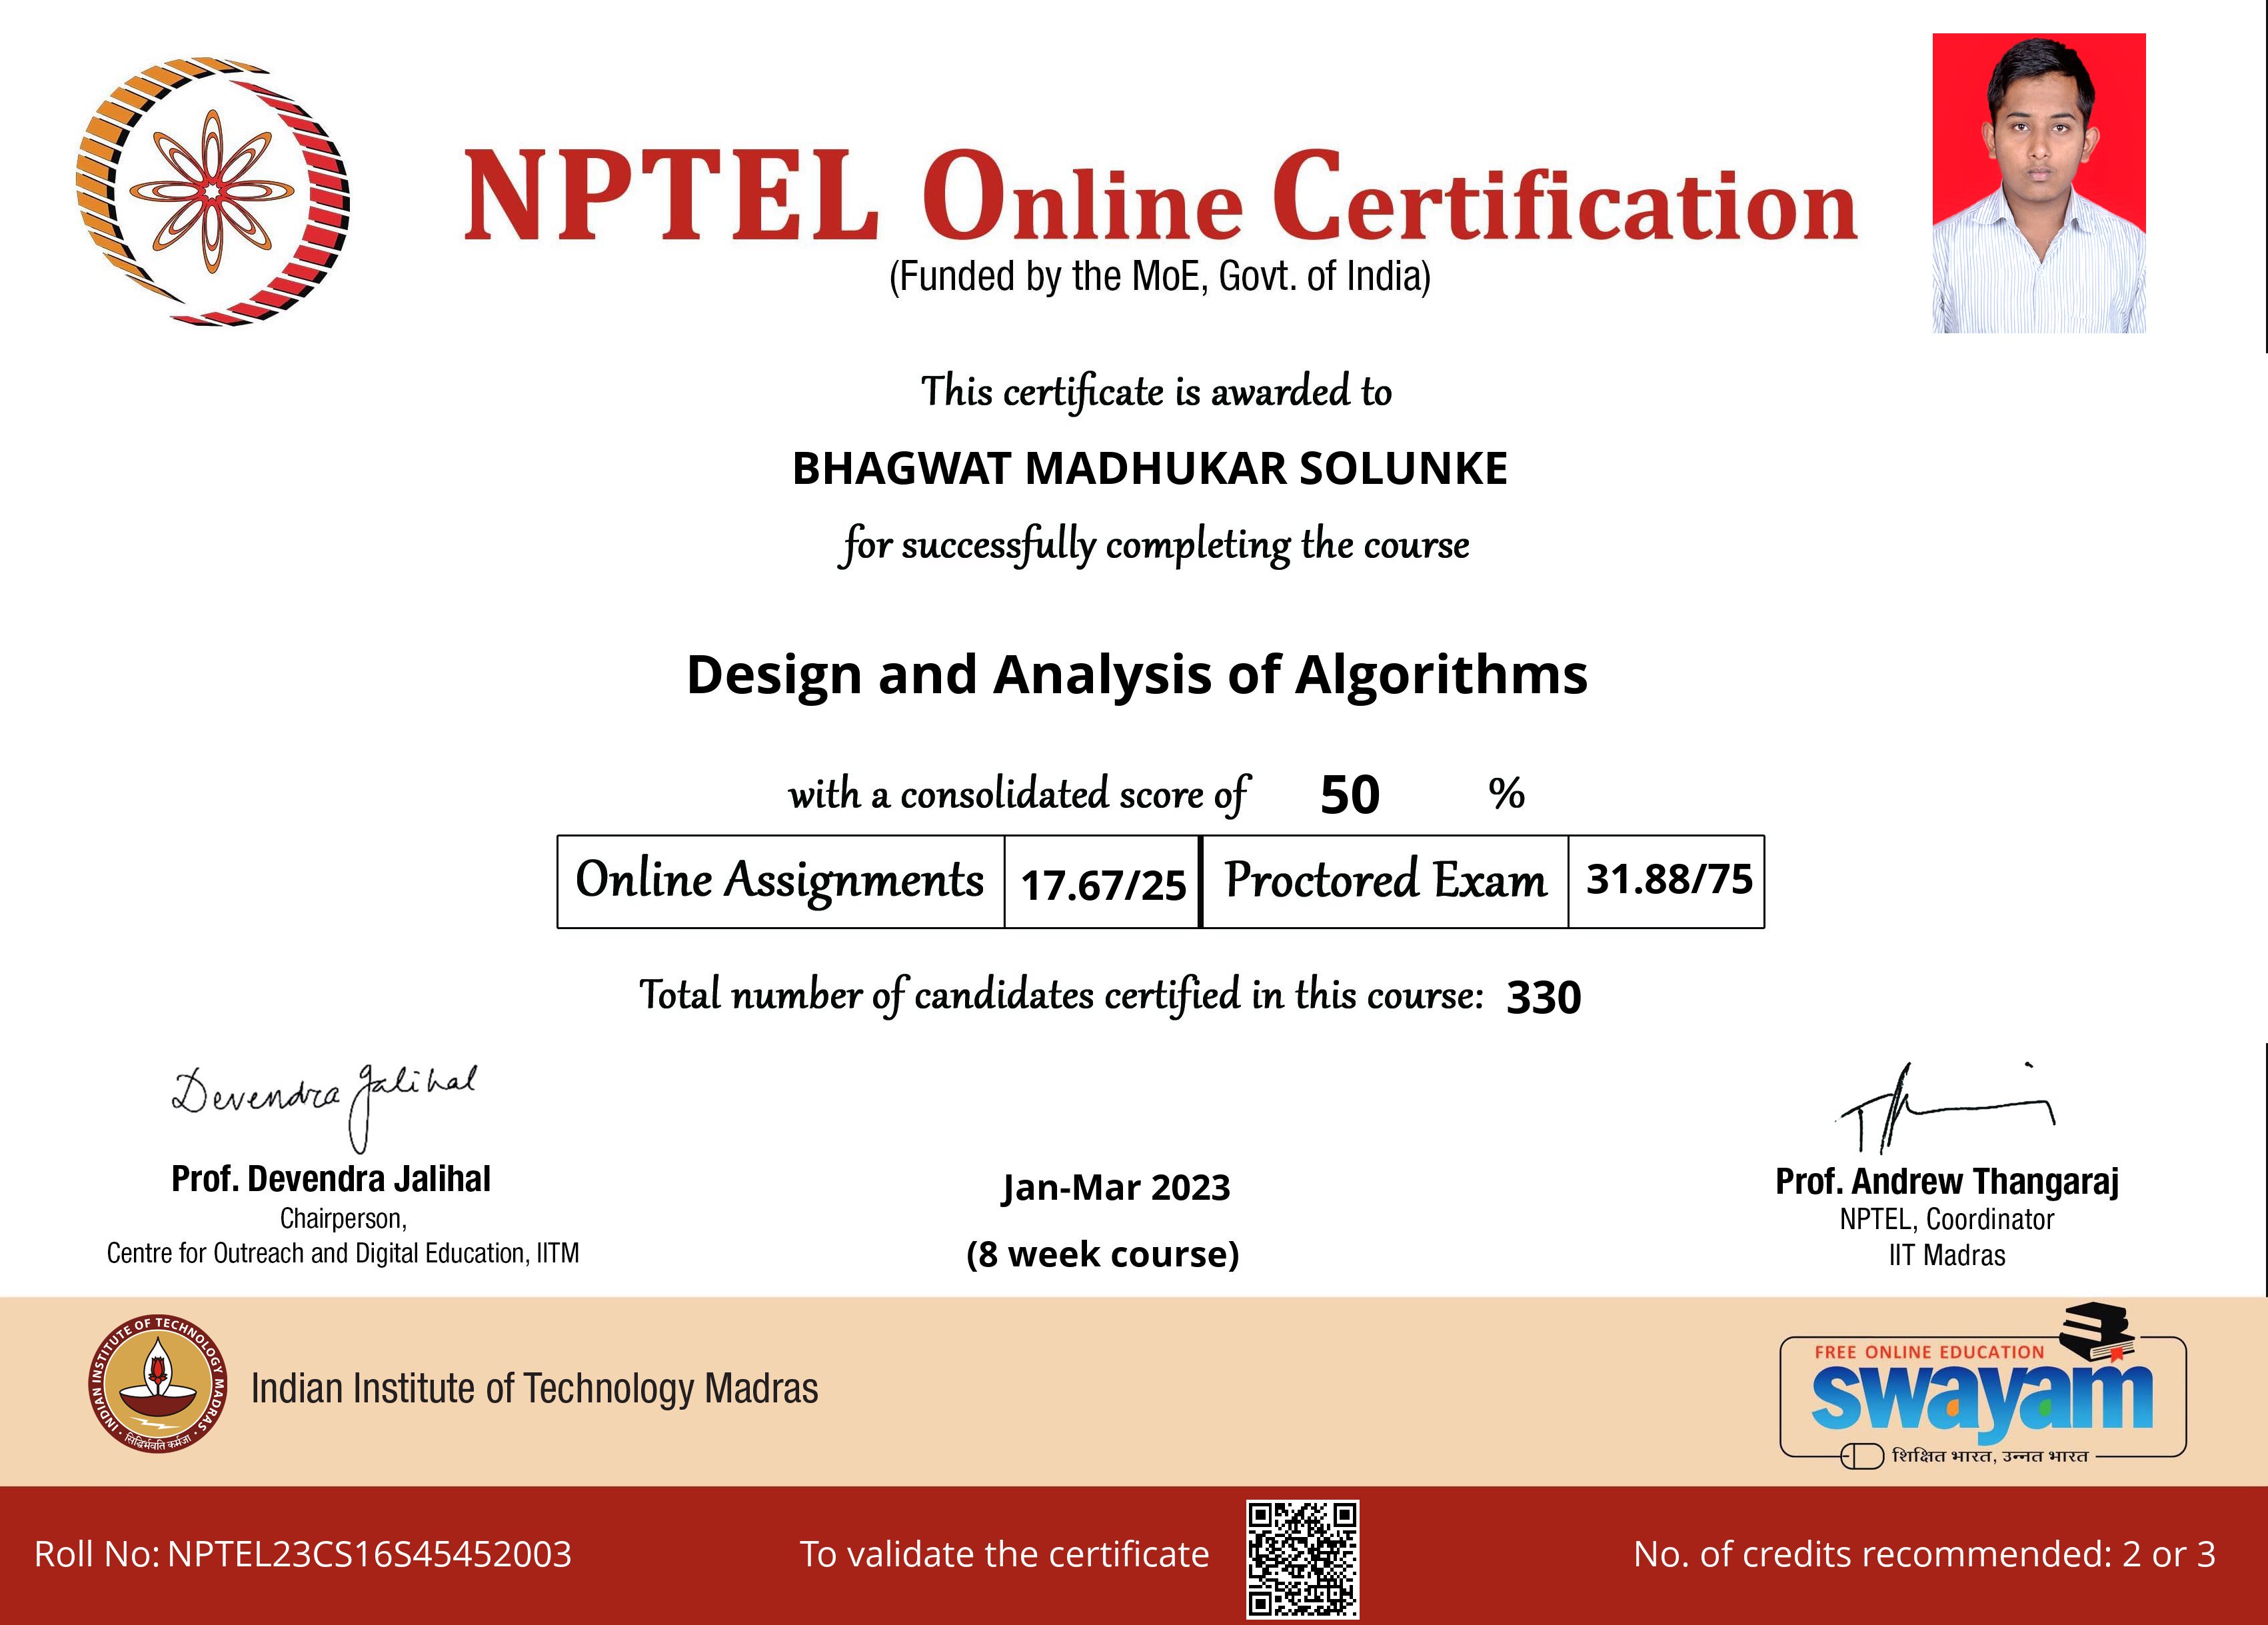 NPTEL Online Certification
(Funded by the MoE, Govt. of India)
This certificate is awarded to
BHAGWAT MADHUKAR SOLUNKE
for successfully completing the course
Design and Analysis of Algorithms
with a consolidated score of 50 %
Online Assignments 17.67/25 Proctored Exam 31.88/75
Total number of candidates certified in this course: 330
Devendra Jalihal
Prof. Devendra Jalihal
Chairperson,
Centre for Outreach and Digital Education, IITM
Jan-Mar 2023
(8 week course)
Prof. Andrew Thangaraj
NPTEL, Coordinator
IIT Madras
INDIAN INSTITUTE OF TECHNOLOGY MADRAS
सिद्धिर्भवति कर्मजा
Indian Institute of Technology Madras
FREE ONLINE EDUCATION
swayam
शिक्षित भारत, उन्नत भारत
Roll No: NPTEL23CS16S45452003
To validate the certificate
No. of credits recommended: 2 or 3